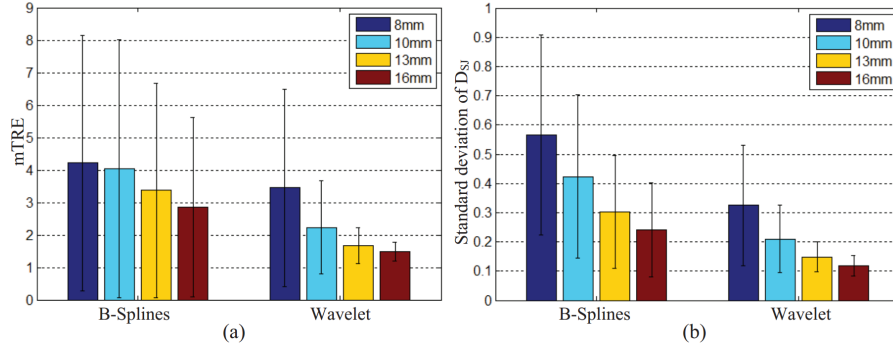 9
8
7
6
5
4
3
2
1
0
mTRE
8mm
10mm
13mm
16mm
B-Splines
Wavelet
(a)
1
0.9
0.8
0.7
0.6
0.5
0.4
0.3
0.2
0.1
0
Standard deviation of DSJ
8mm
10mm
13mm
16mm
B-Splines
Wavelet
(b)